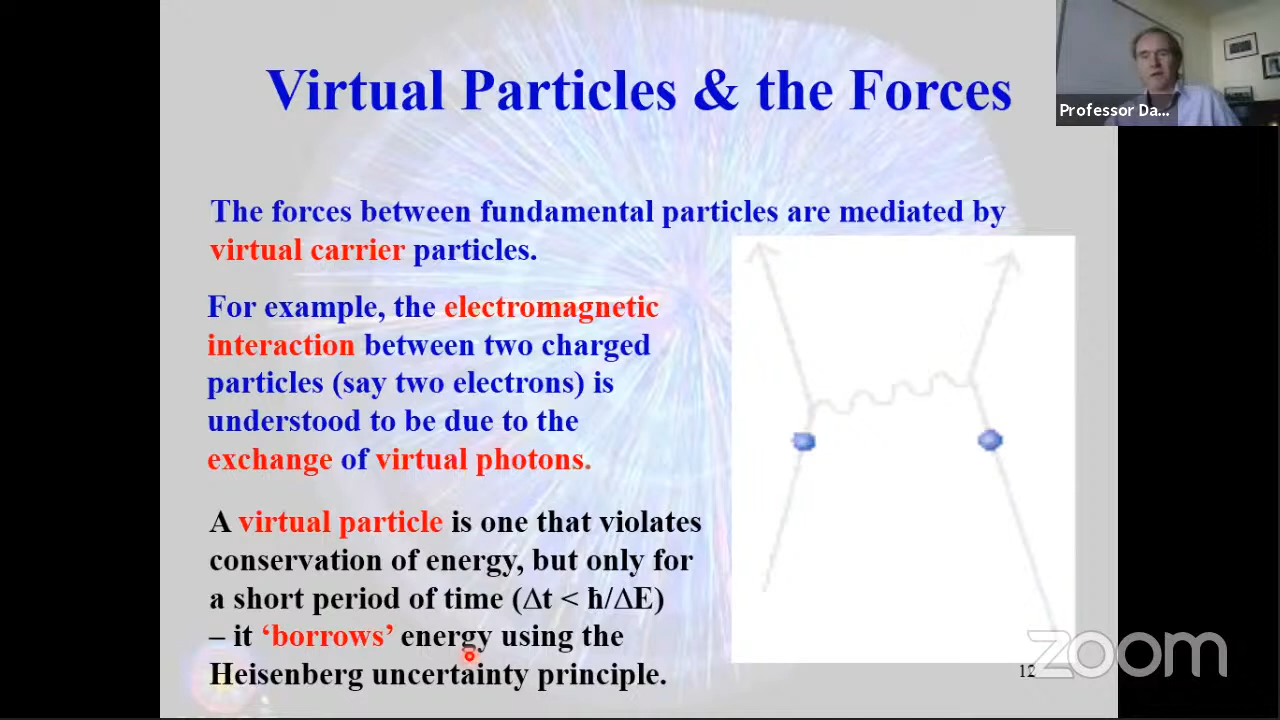 Virtual Particles & the Forces
Professor Da...
The forces between fundamental particles are mediated by
virtual carrier particles.
For example, the electromagnetic
interaction between two charged
particles (say two electrons) is
understood to be due to the
exchange of virtual photons.
A virtual particle is one that violates
conservation of energy, but only for
a short period of time (Δt < ħ/ΔE)
– it ‘borrows’ energy using the
Heisenberg uncertainty principle.
12
zoom